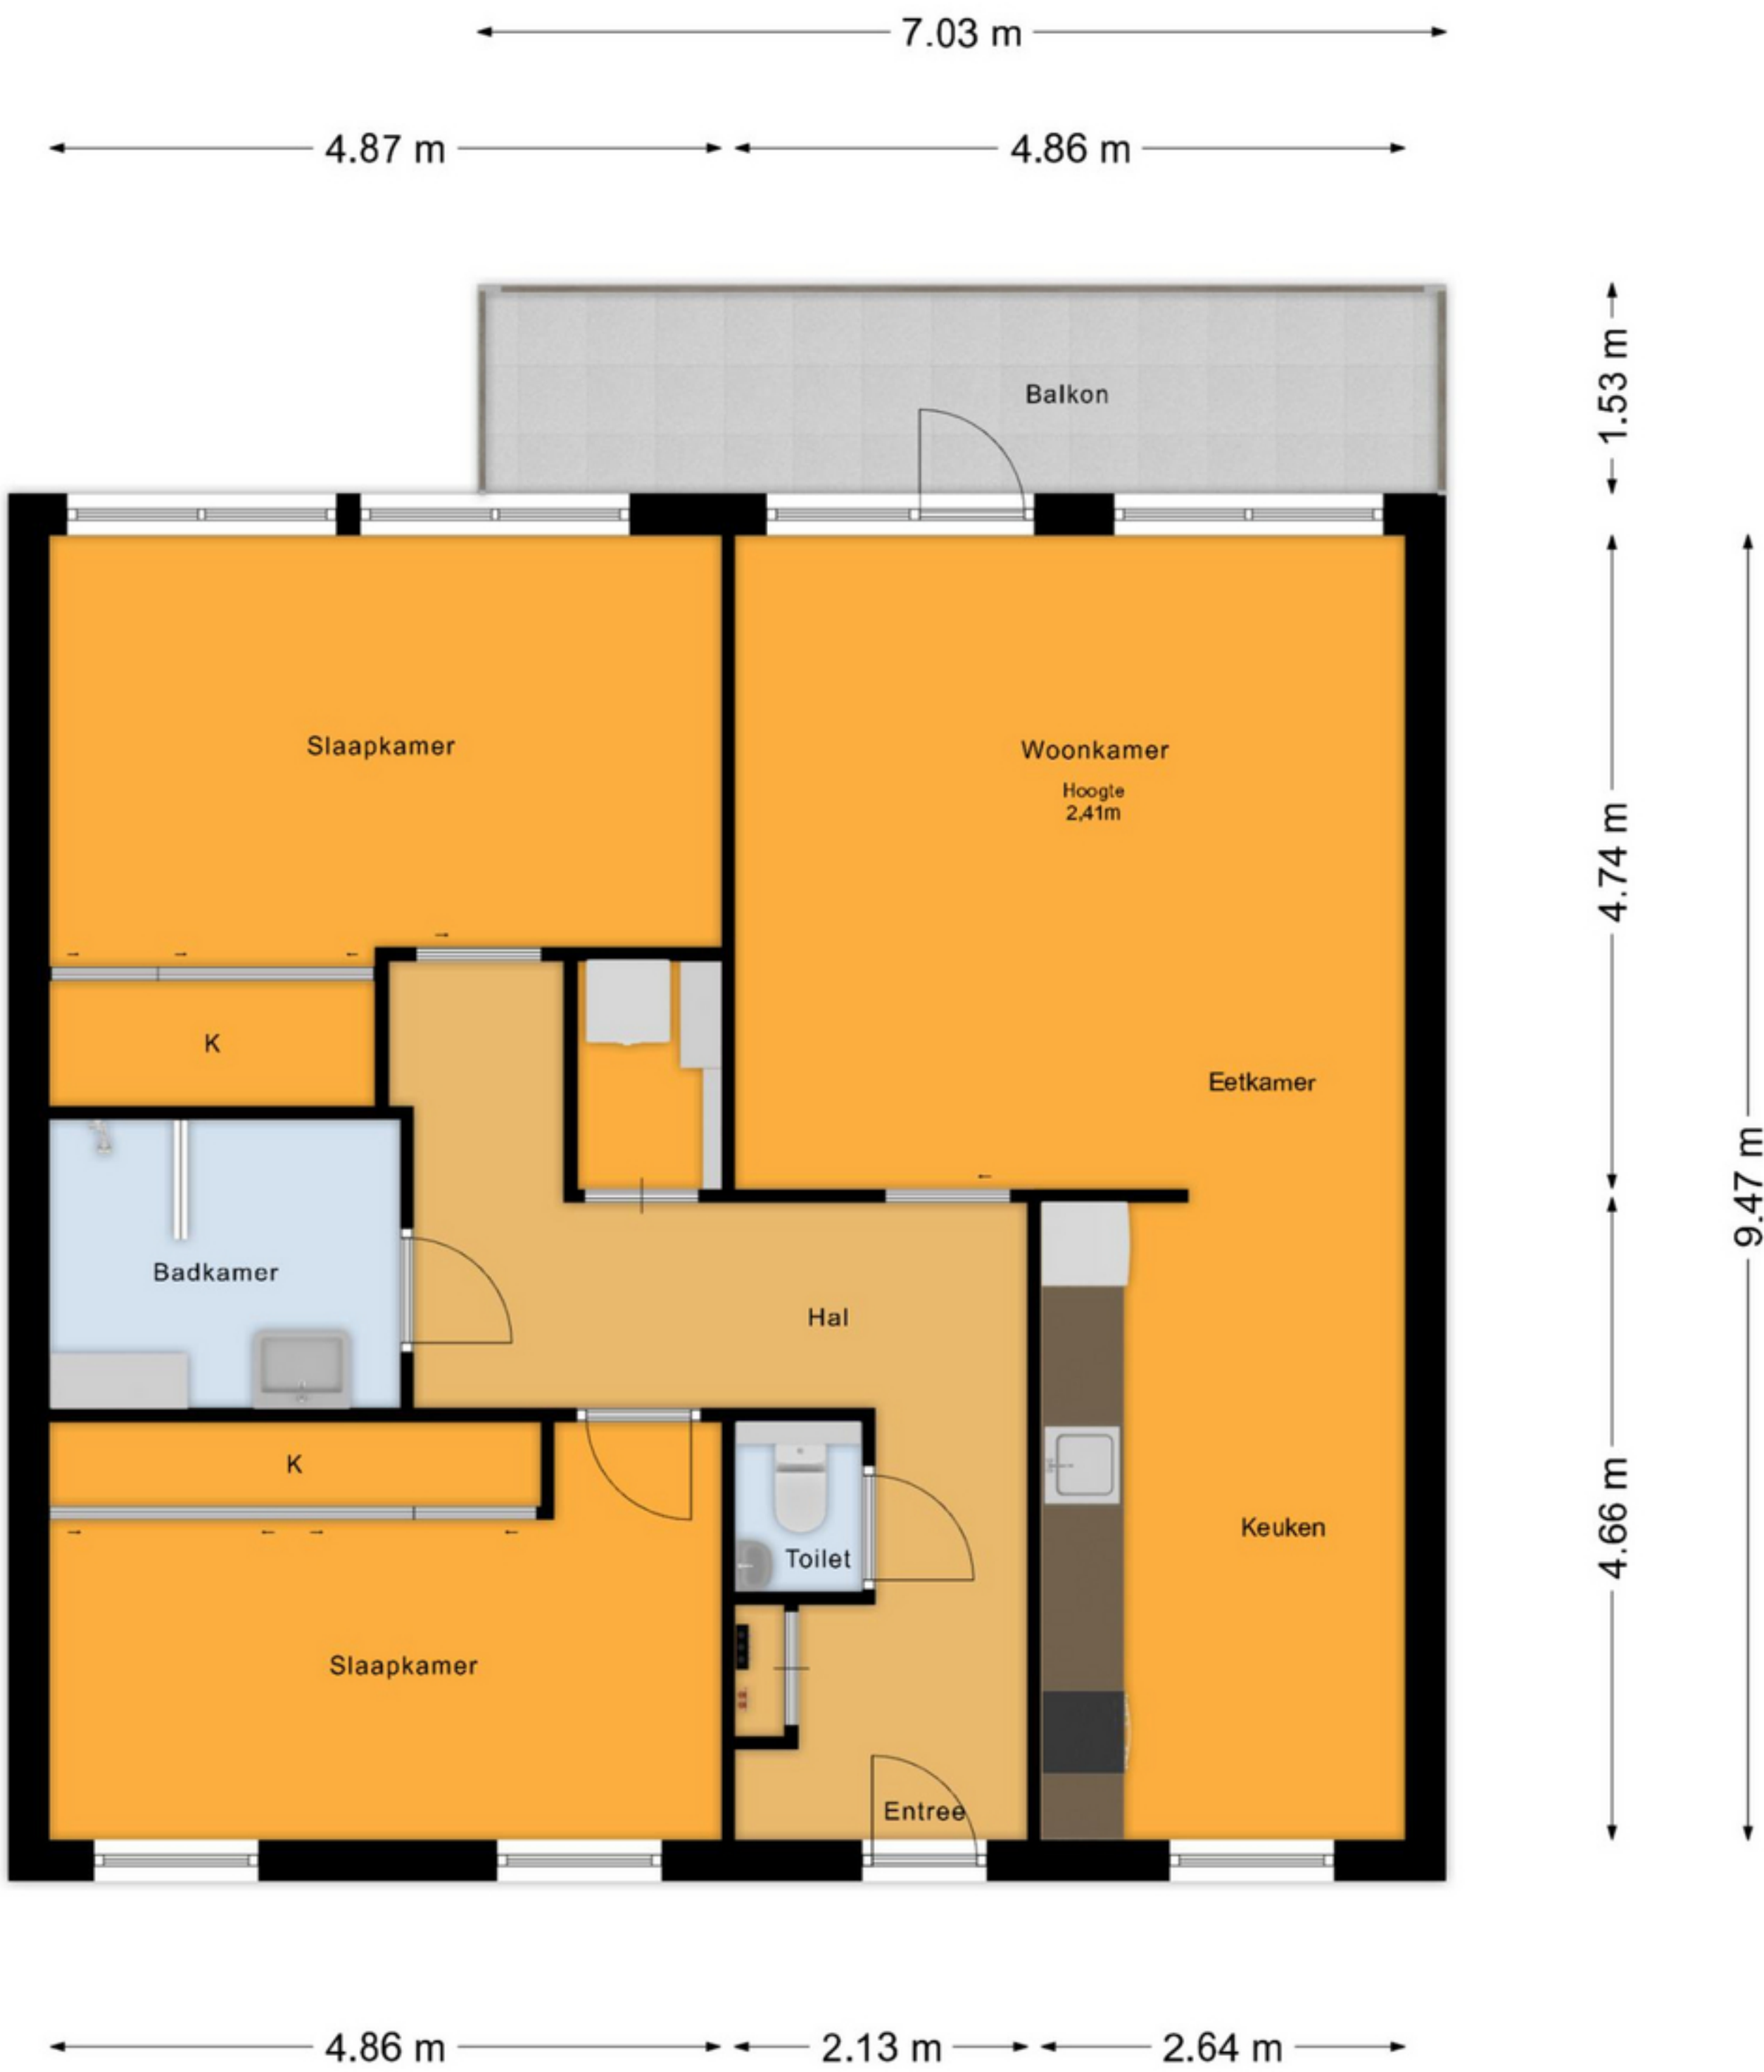 7.03 m
4.87 m
4.86 m
Balkon
1.53 m
Slaapkamer
Woonkamer
Hoogte
2,41m
4.74 m
K
Eetkamer
9.47 m
Badkamer
Hal
K
Keuken
Toilet
4.66 m
Slaapkamer
Entree
4.86 m
2.13 m
2.64 m